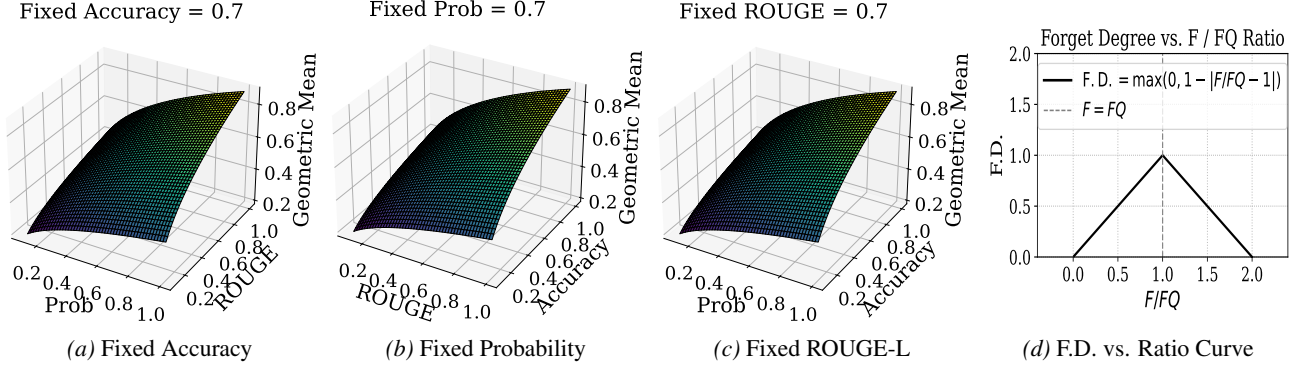 Fixed Accuracy = 0.7
0.8
0.6
0.4
0.2
Geometric Mean
0.2
0.4
0.6
0.8
1.0
Prob
0.2
0.4
0.6
0.8
1.0
ROUGE
(a) Fixed Accuracy
Fixed Prob = 0.7
0.8
0.6
0.4
0.2
Geometric Mean
0.2
0.4
0.6
0.8
1.0
ROUGE
0.2
0.4
0.6
0.8
1.0
Accuracy
(b) Fixed Probability
Fixed ROUGE = 0.7
0.8
0.6
0.4
0.2
Geometric Mean
0.2
0.4
0.6
0.8
1.0
Prob
0.2
0.4
0.6
0.8
1.0
Accuracy
(c) Fixed ROUGE-L
Forget Degree vs. F / FQ Ratio
F.D. = max(0, 1 − |F/FQ − 1|)
F = FQ
2.0
1.5
1.0
0.5
0.0
F.D.
0.0 0.5 1.0 1.5 2.0
F/FQ
(d) F.D. vs. Ratio Curve